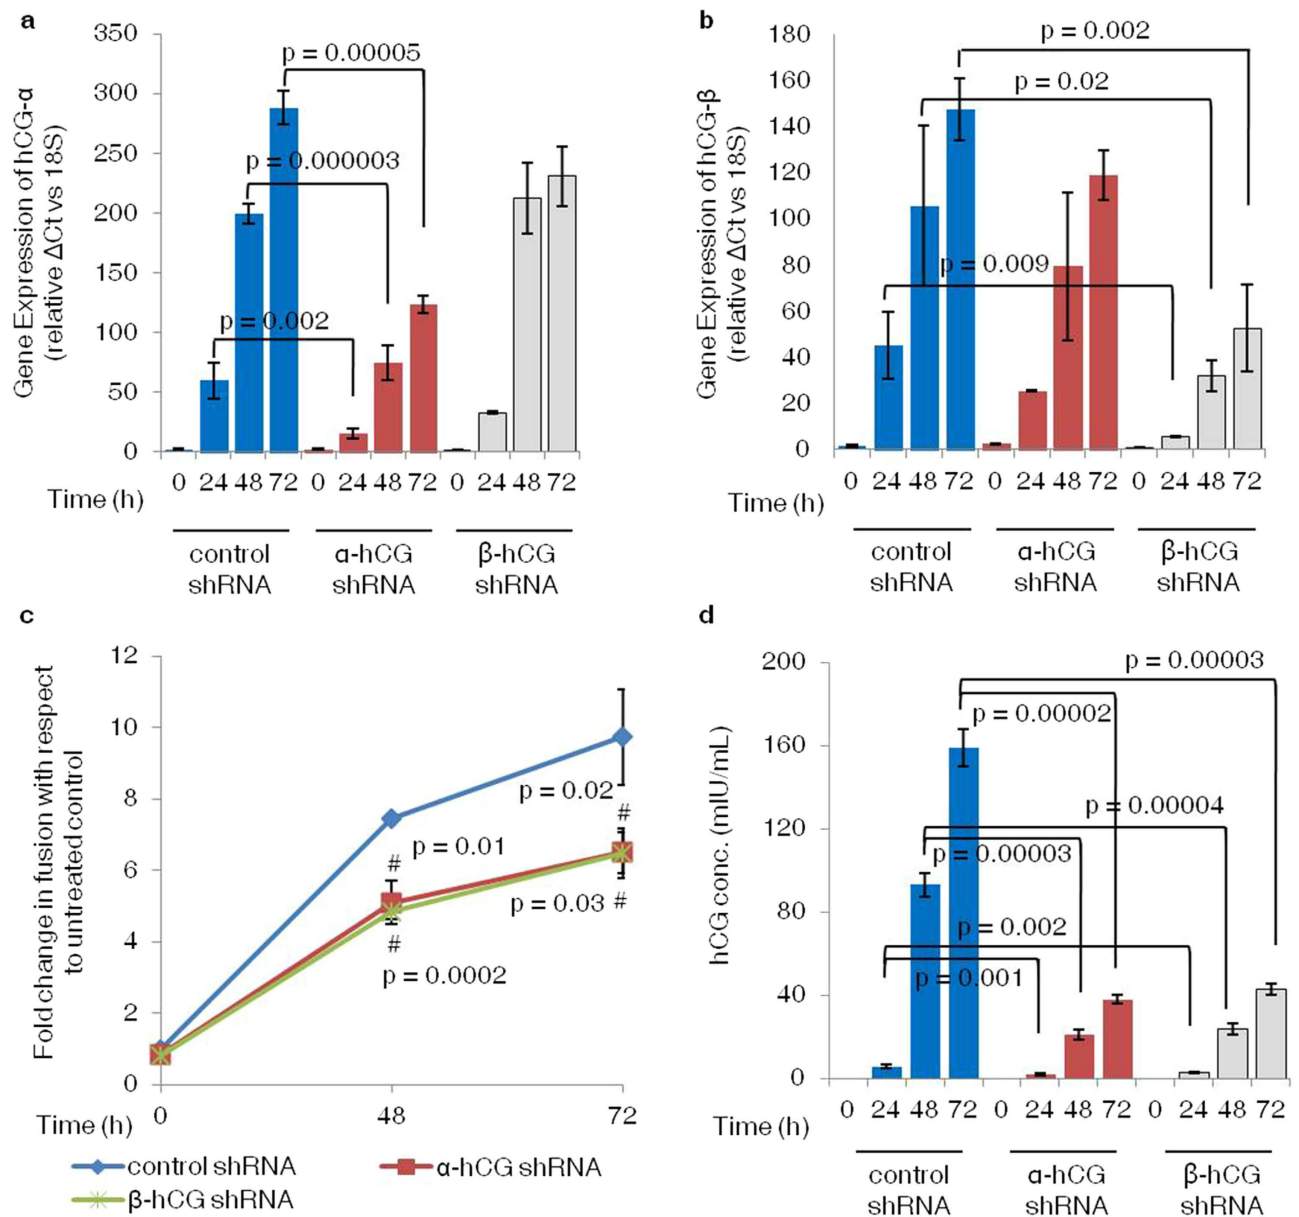 a
Gene Expression of hCG-α
(relative ΔCt vs 18S)
350
300
250
200
150
100
50
0
p = 0.00005
p = 0.000003
p = 0.002
0 24 48 72 0 24 48 72 0 24 48 72
Time (h)
control
shRNA
α-hCG
shRNA
β-hCG
shRNA
b
Gene Expression of hCG-β
(relative ΔCt vs 18S)
180
160
140
120
100
80
60
40
20
0
p = 0.002
p = 0.02
p = 0.009
0 24 48 72 0 24 48 72 0 24 48 72
Time (h)
control
shRNA
α-hCG
shRNA
β-hCG
shRNA
c
Fold change in fusion with respect
to untreated control
12
10
8
6
4
2
0
p = 0.02
#
p = 0.01
#
p = 0.03 #
#
p = 0.0002
0 48 72
Time (h)
control shRNA
α-hCG shRNA
β-hCG shRNA
d
hCG conc. (mIU/mL)
200
160
120
80
40
0
p = 0.00003
p = 0.00002
p = 0.00004
p = 0.00003
p = 0.002
p = 0.001
0 24 48 72 0 24 48 72 0 24 48 72
Time (h)
control
shRNA
α-hCG
shRNA
β-hCG
shRNA